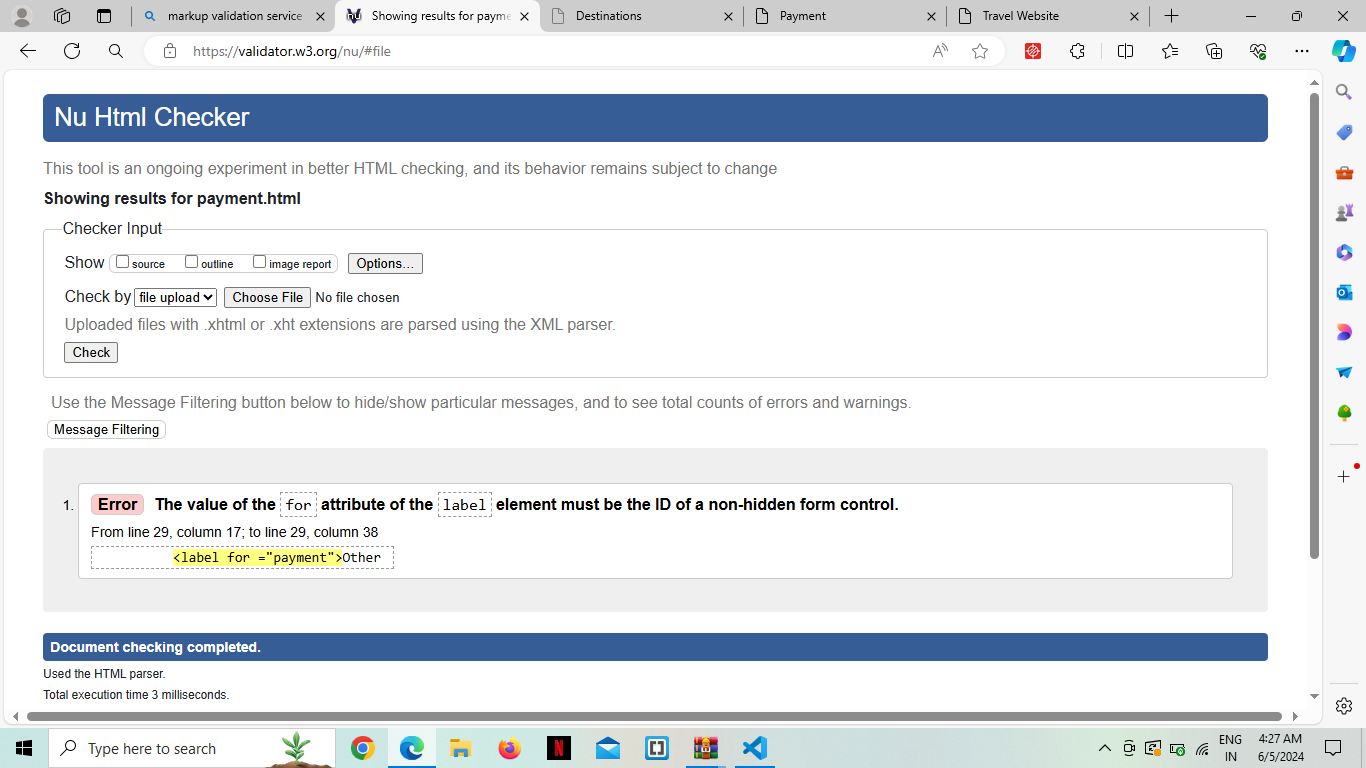 markup validation service
Showing results for payme
Destinations
Payment
Travel Website
https://validator.w3.org/nu/#file
Nu Html Checker
This tool is an ongoing experiment in better HTML checking, and its behavior remains subject to change
Showing results for payment.html
Checker Input
Show source outline image report Options...
Check by file upload Choose File No file chosen
Uploaded files with .xhtml or .xht extensions are parsed using the XML parser.
Check
Use the Message Filtering button below to hide/show particular messages, and to see total counts of errors and warnings.
Message Filtering
1. Error The value of the for attribute of the label element must be the ID of a non-hidden form control.
From line 29, column 17; to line 29, column 38
<label for ="payment">Other
Document checking completed.
Used the HTML parser.
Total execution time 3 milliseconds.
Type here to search
ENG
IN
4:27 AM
6/5/2024